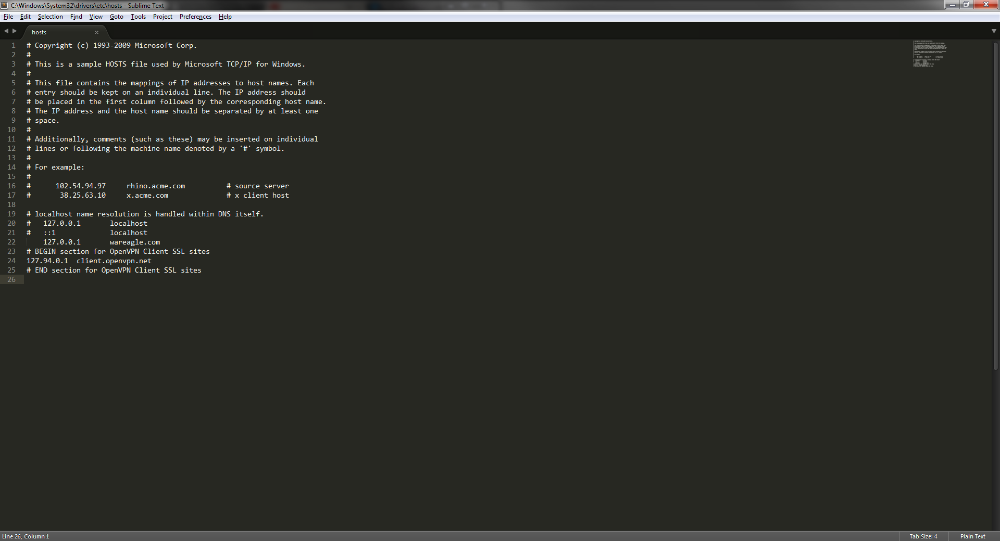 C:\Windows\System32\drivers\etc\hosts - Sublime Text
File Edit Selection Find View Goto Tools Project Preferences Help
hosts
1 # Copyright (c) 1993-2009 Microsoft Corp.
2 #
3 # This is a sample HOSTS file used by Microsoft TCP/IP for Windows.
4 #
5 # This file contains the mappings of IP addresses to host names. Each
6 # entry should be kept on an individual line. The IP address should
7 # be placed in the first column followed by the corresponding host name.
8 # The IP address and the host name should be separated by at least one
9 # space.
10 #
11 # Additionally, comments (such as these) may be inserted on individual
12 # lines or following the machine name denoted by a '#' symbol.
13 #
14 # For example:
15 #
16 #      102.54.94.97     rhino.acme.com          # source server
17 #       38.25.63.10     x.acme.com              # x client host
18
19 # localhost name resolution is handled within DNS itself.
20 #   127.0.0.1       localhost
21 #   ::1             localhost
22     127.0.0.1       wareagle.com
23 # BEGIN section for OpenVPN Client SSL sites
24 127.94.0.1  client.openvpn.net
25 # END section for OpenVPN Client SSL sites
26
Line 26, Column 1 Tab Size: 4 Plain Text